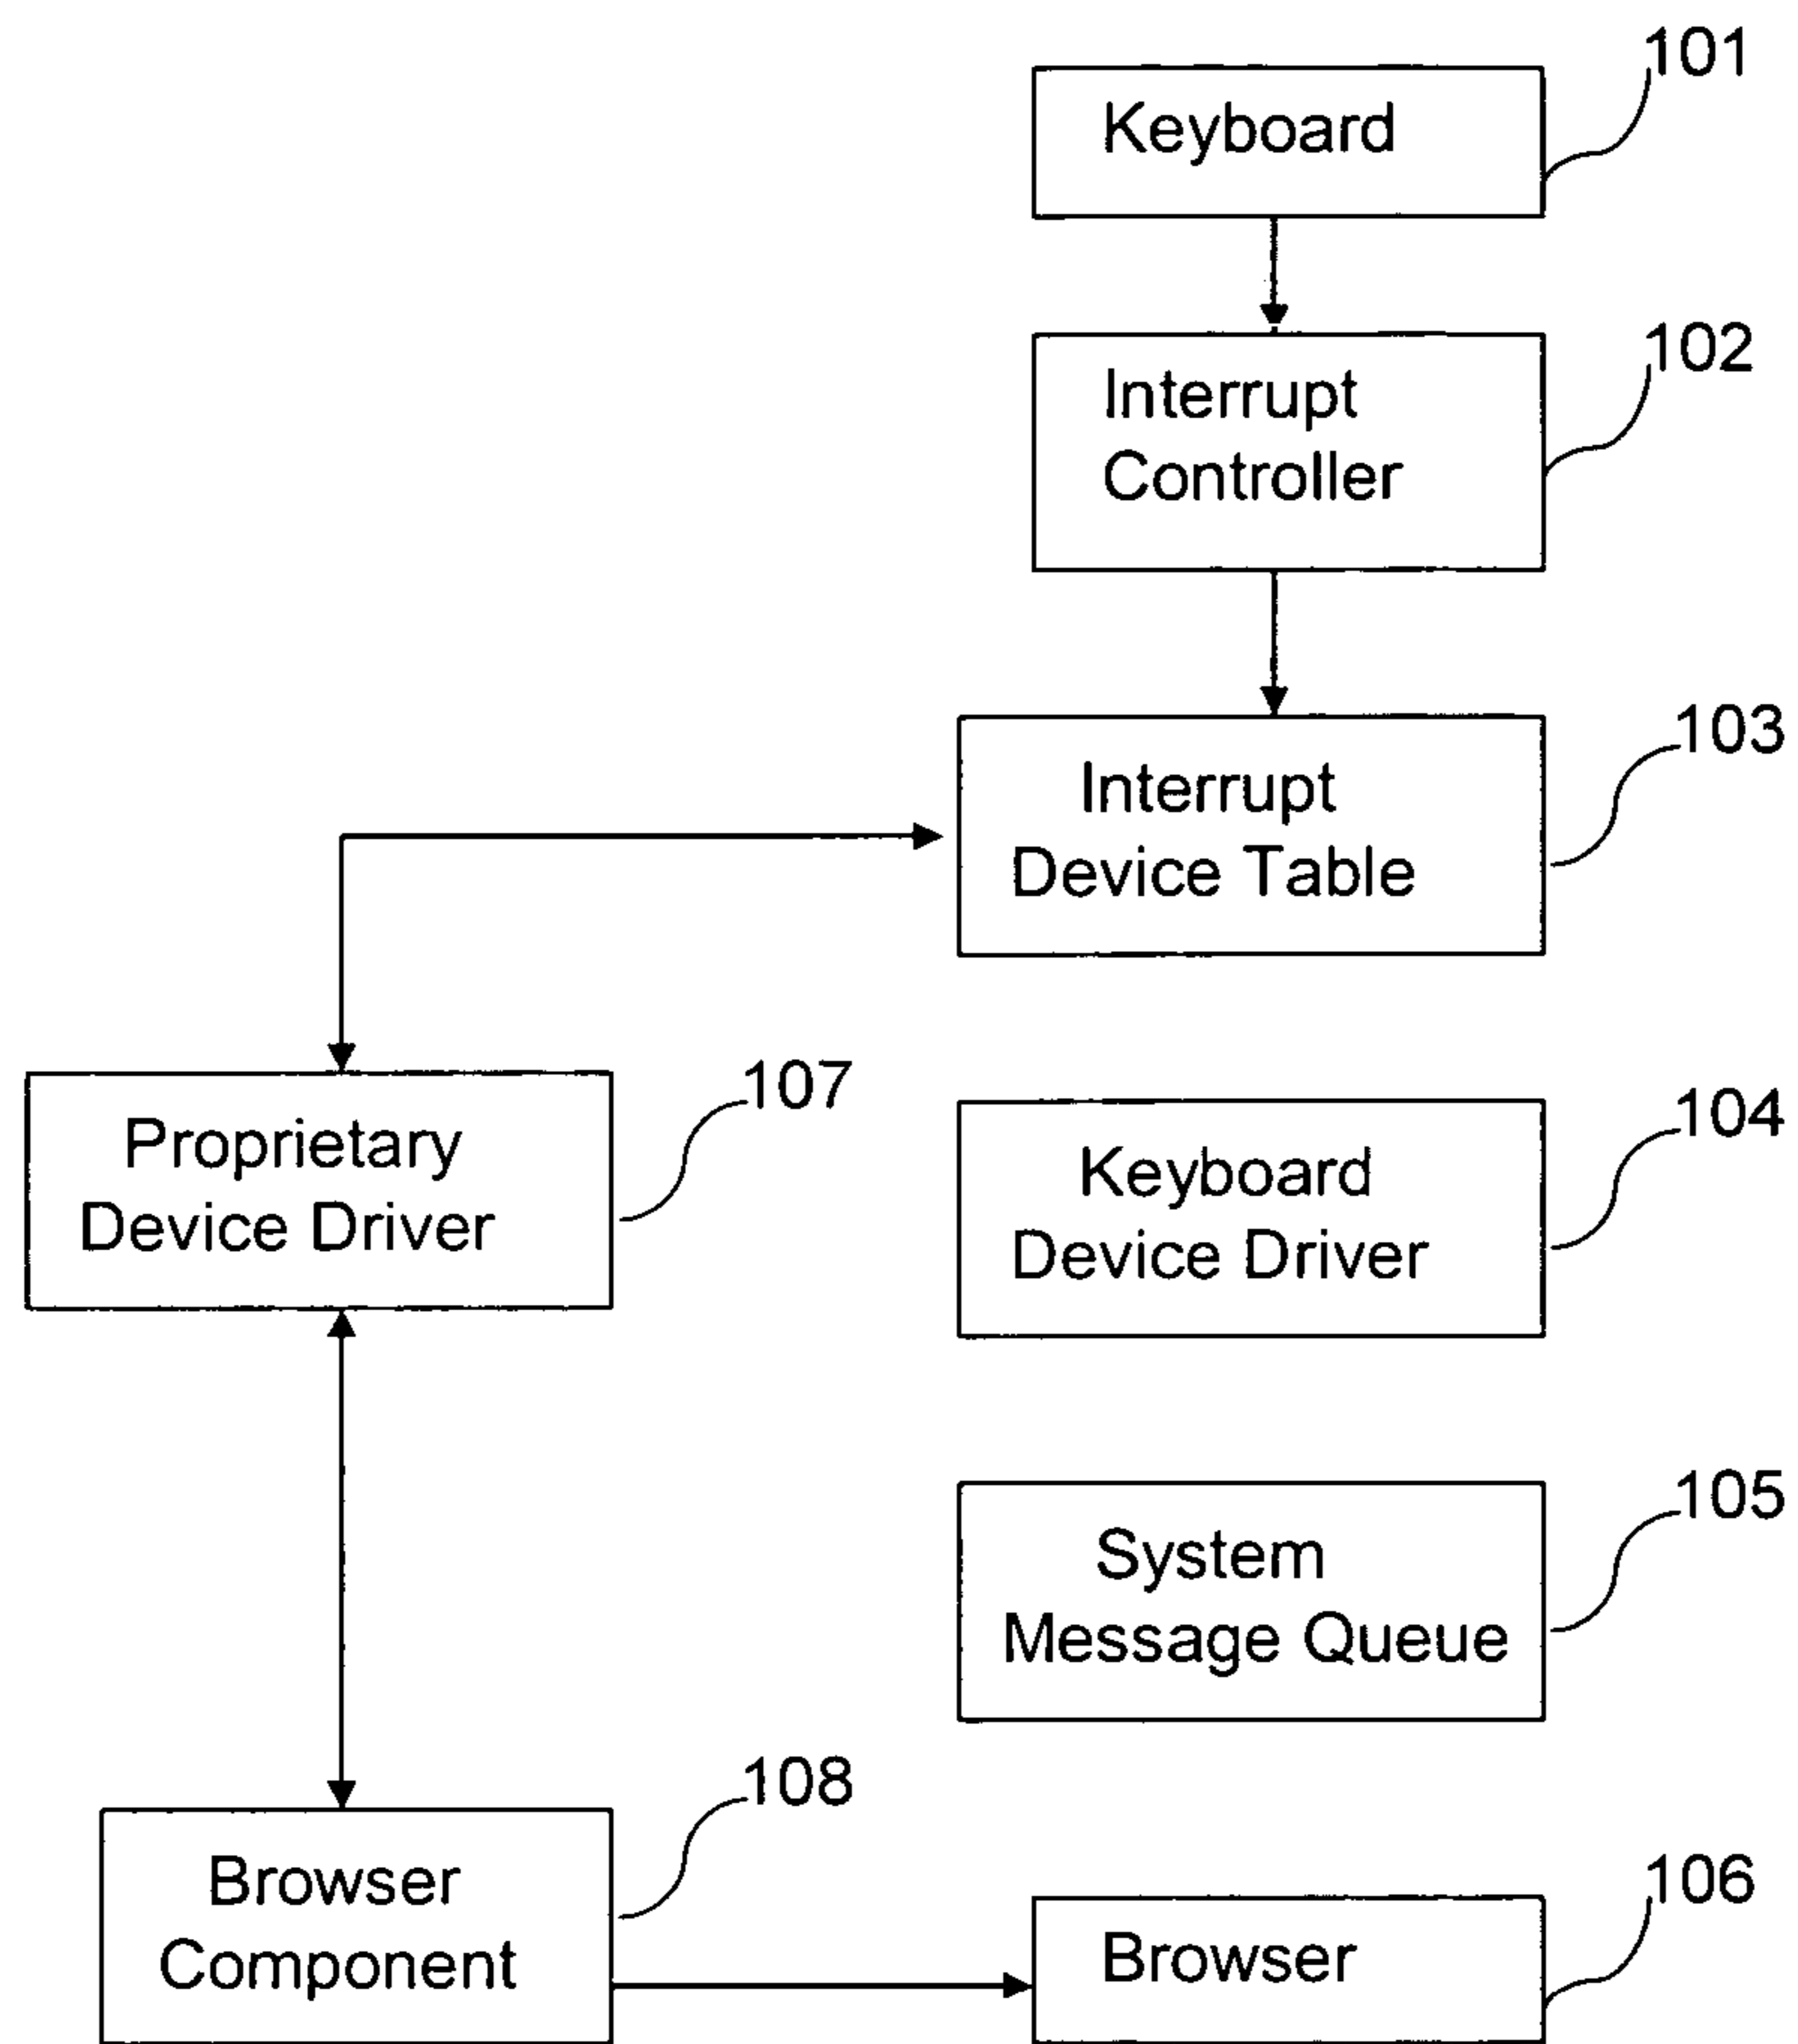 101
Keyboard
102
Interrupt
Controller
103
Interrupt
Device Table
107
Proprietary
Device Driver
104
Keyboard
Device Driver
105
System
Message Queue
108
Browser
Component
106
Browser